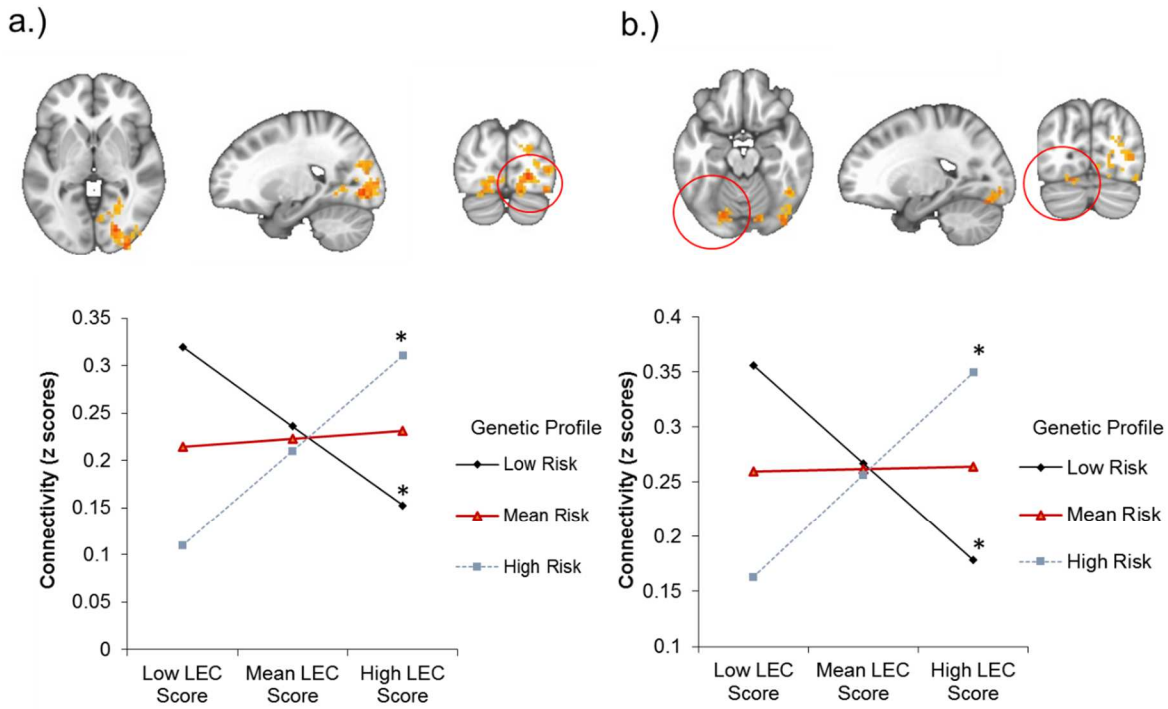 a.)
b.)
0.35
0.3
0.25
0.2
0.15
0.1
0.05
0
Connectivity (z scores)
*
*
Genetic Profile
Low Risk
Mean Risk
High Risk
Low LEC Mean LEC High LEC
Score Score Score
0.4
0.35
0.3
0.25
0.2
0.15
0.1
Connectivity (z scores)
*
*
Genetic Profile
Low Risk
Mean Risk
High Risk
Low LEC Mean LEC High LEC
Score Score Score